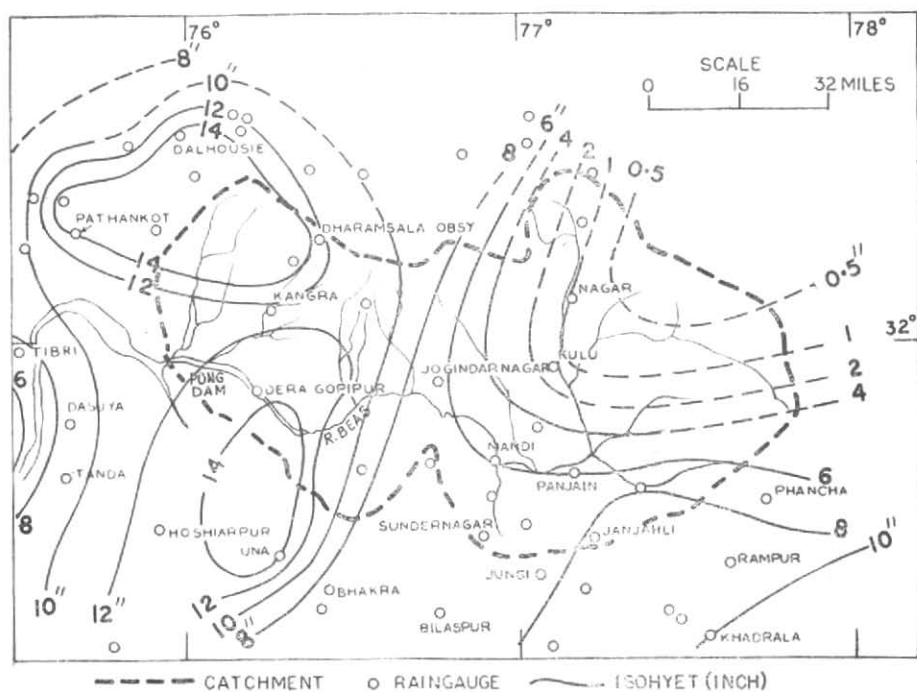 76° 77° 78°
8" 10" SCALE
0 16 32 MILES
12
14
DALHOUSIE
6"
8 4 2 1 0.5
PATHANKOT
DHARAMSALA OBSY
14
12
KANGRA
NAGAR
0.5"
32°
TIBRI
6
PONG
DAM
DERA GOPIPUR
JOGINDARNAGAR
KULU
1
2
4
DASUYA
R.BEAS
14
MANDI
TANDA
PANJAIN
6
PHANCHA
8
HOSHIARPUR
UNA
SUNDERNAGAR
JANJAHLI
8
10"
RAMPUR
JUNGI
10"
12"
12
10"
8"
BHAKRA
BILASPUR
KHADRALA
CATCHMENT RAINGAUGE ISOHYET (INCH)